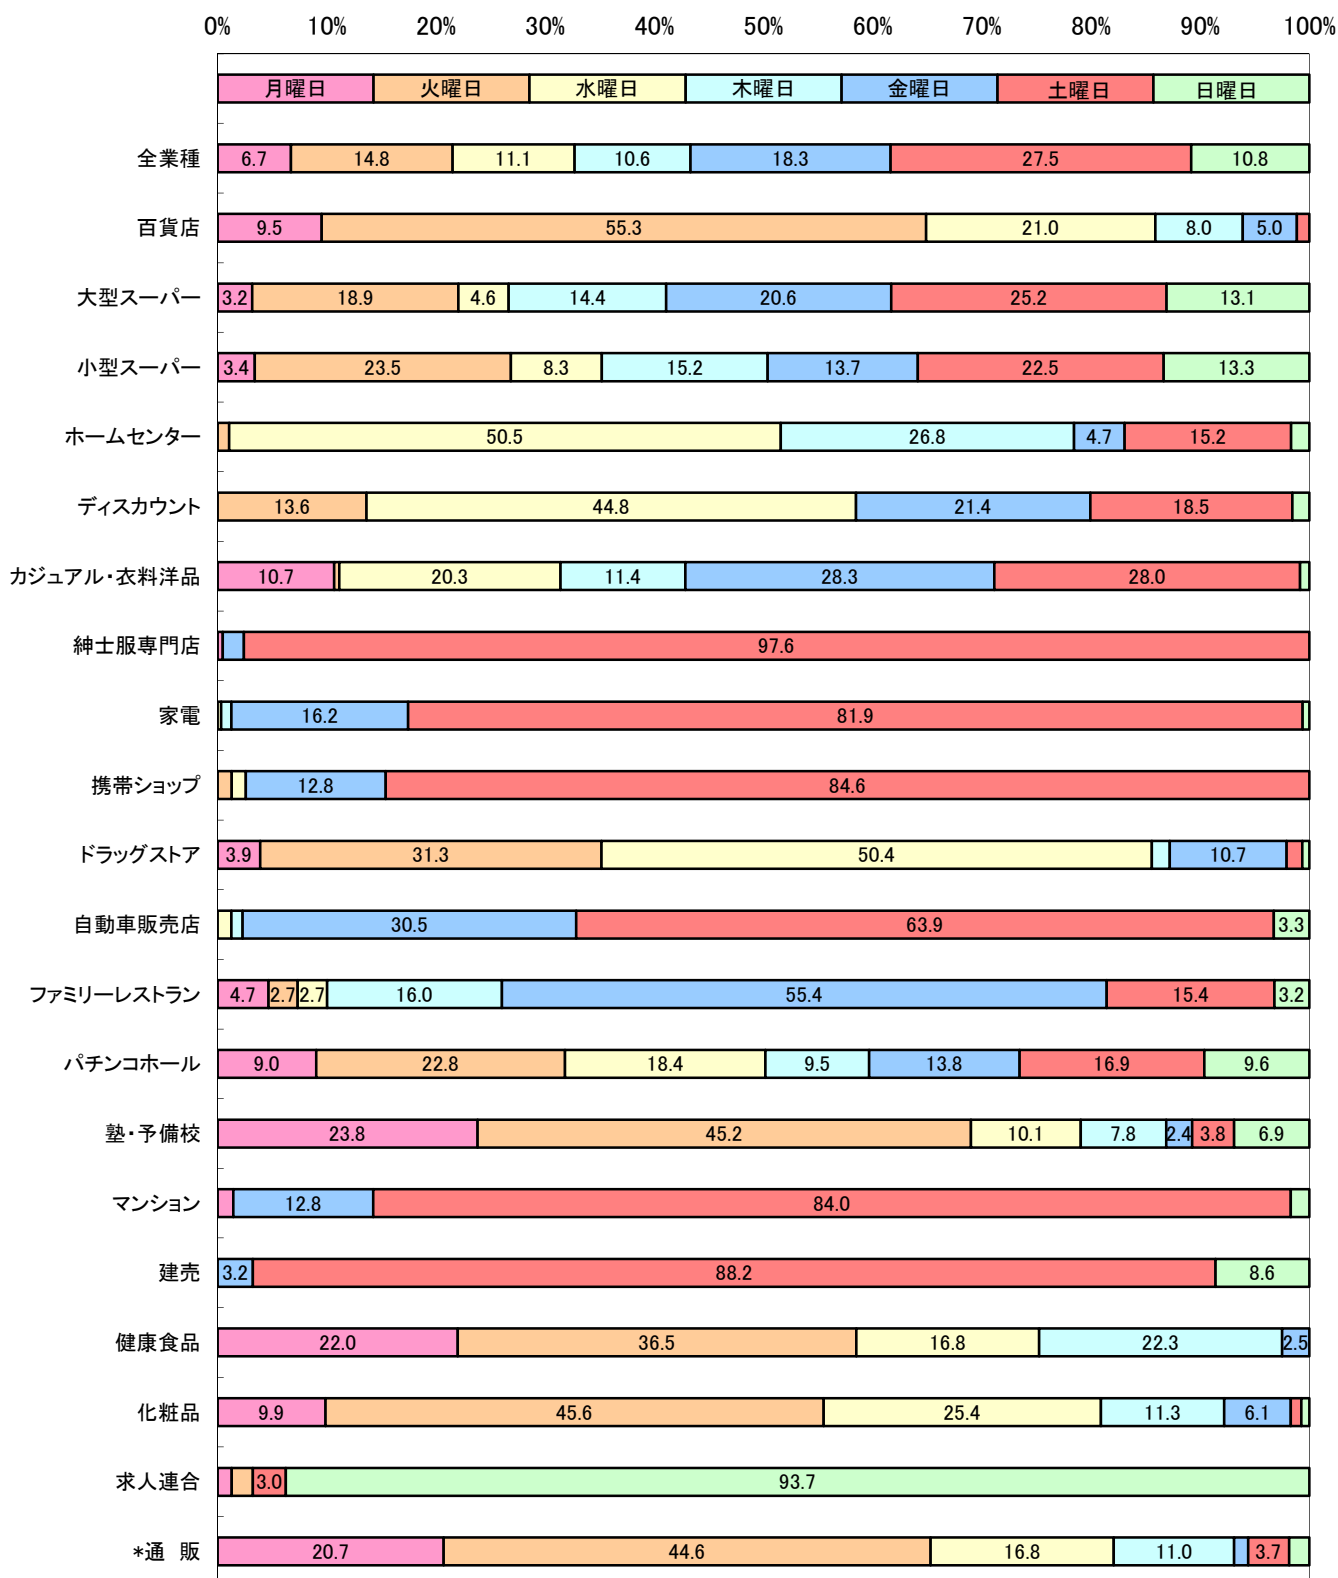 0% 10% 20% 30% 40% 50% 60% 70% 80% 90% 100%
月曜日 火曜日 水曜日 木曜日 金曜日 土曜日 日曜日
全業種 6.7 14.8 11.1 10.6 18.3 27.5 10.8
百貨店 9.5 55.3 21.0 8.0 5.0
大型スーパー 3.2 18.9 4.6 14.4 20.6 25.2 13.1
小型スーパー 3.4 23.5 8.3 15.2 13.7 22.5 13.3
ホームセンター 50.5 26.8 4.7 15.2
ディスカウント 13.6 44.8 21.4 18.5
カジュアル・衣料洋品 10.7 20.3 11.4 28.3 28.0
紳士服専門店 97.6
家電 16.2 81.9
携帯ショップ 12.8 84.6
ドラッグストア 3.9 31.3 50.4 10.7
自動車販売店 30.5 63.9 3.3
ファミリーレストラン 4.7 2.7 2.7 16.0 55.4 15.4 3.2
パチンコホール 9.0 22.8 18.4 9.5 13.8 16.9 9.6
塾・予備校 23.8 45.2 10.1 7.8 2.4 3.8 6.9
マンション 12.8 84.0
建売 3.2 88.2 8.6
健康食品 22.0 36.5 16.8 22.3 2.5
化粧品 9.9 45.6 25.4 11.3 6.1
求人連合 3.0 93.7
*通　販 20.7 44.6 16.8 11.0 3.7